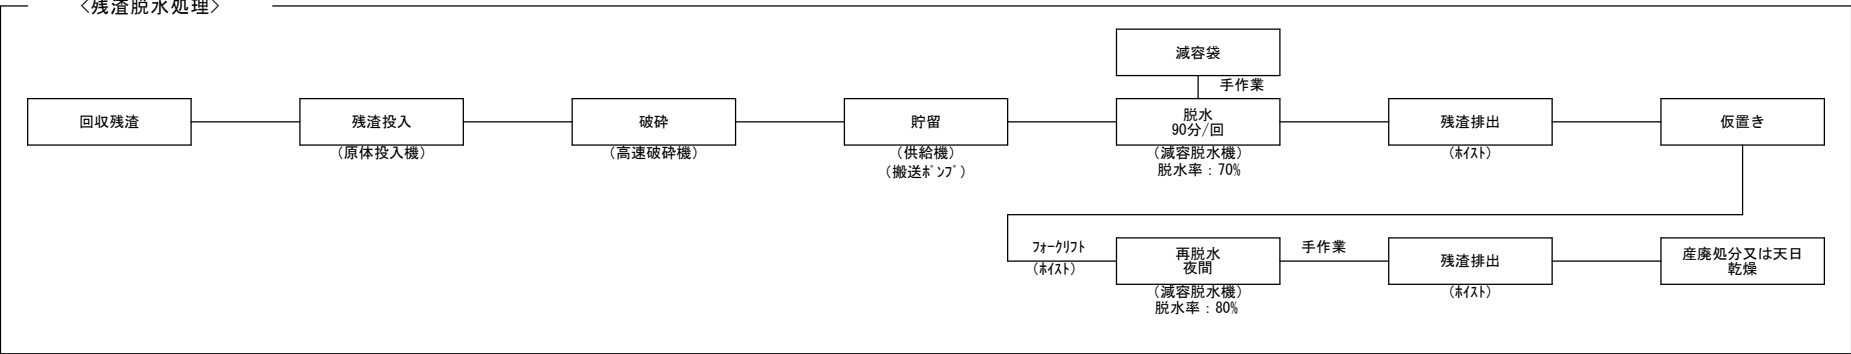 <残渣脱水処理>
減容袋
手作業
回収残渣
残渣投入
(原体投入機)
破砕
(高速破砕機)
貯留
(供給機)
(搬送ﾎﾟﾝﾌﾟ)
脱水
90分/回
(減容脱水機)
脱水率：70%
残渣排出
(ﾎｲｽﾄ)
仮置き
ﾌｫｰｸﾘﾌﾄ
(ﾎｲｽﾄ)
再脱水
夜間
(減容脱水機)
脱水率：80%
手作業
残渣排出
(ﾎｲｽﾄ)
産廃処分又は天日
乾燥